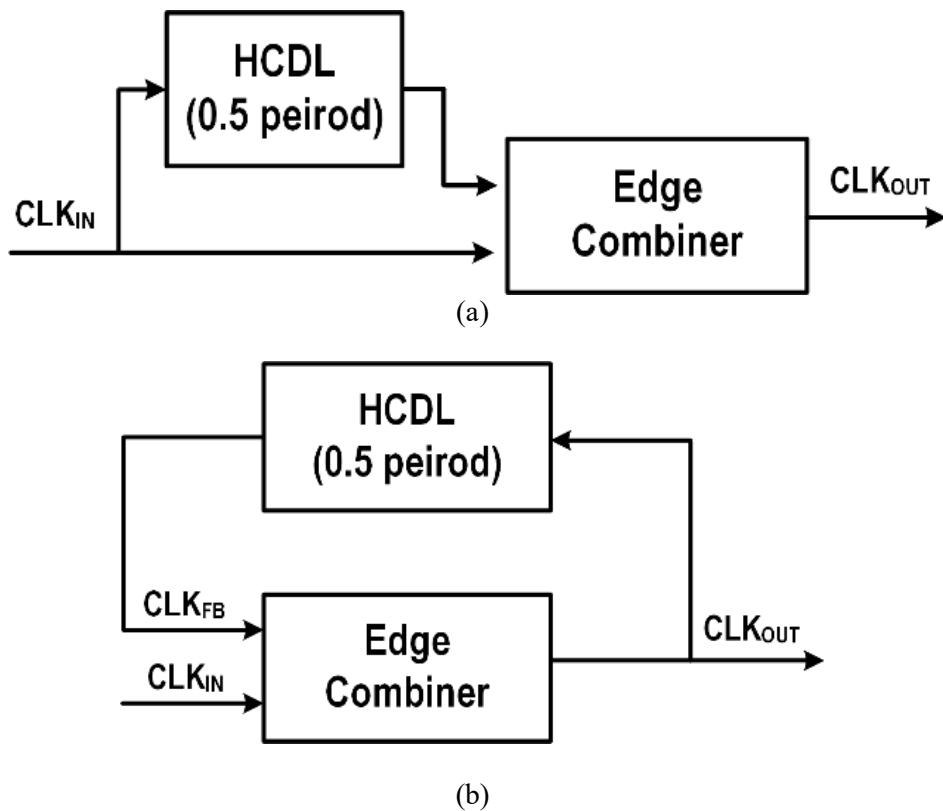 HCDL
(0.5 peirod)
CLKIN
Edge
Combiner
CLKOUT
(a)
HCDL
(0.5 peirod)
CLKFB
CLKIN
Edge
Combiner
CLKOUT
(b)